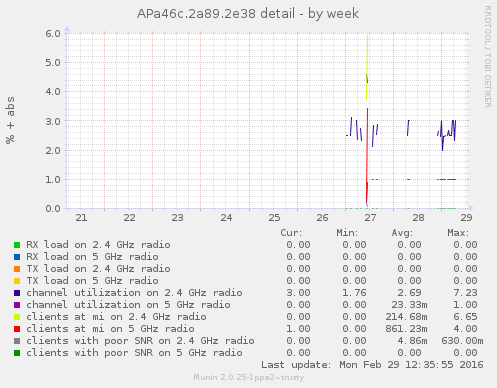 APa46c.2a89.2e38 detail - by week
RRDTOOL / TOBI OETIKER
% + abs
6.0
5.0
4.0
3.0
2.0
1.0
0.0
21 22 23 24 25 26 27 28 29
Cur: Min: Avg: Max:
RX load on 2.4 GHz radio 0.00 0.00 0.00 0.00
RX load on 5 GHz radio 0.00 0.00 0.00 0.00
TX load on 2.4 GHz radio 0.00 0.00 0.00 0.00
TX load on 5 GHz radio 0.00 0.00 0.00 0.00
channel utilization on 2.4 GHz radio 3.00 1.76 2.69 7.23
channel utilization on 5 GHz radio 0.00 0.00 23.33m 1.00
clients at mi on 2.4 GHz radio 0.00 0.00 214.68m 6.65
clients at mi on 5 GHz radio 1.00 0.00 861.23m 4.00
clients with poor SNR on 2.4 GHz radio 0.00 0.00 4.86m 630.00m
clients with poor SNR on 5 GHz radio 0.00 0.00 0.00 0.00
Last update: Mon Feb 29 12:35:55 2016
Munin 2.0.25-1ppa2~trusty